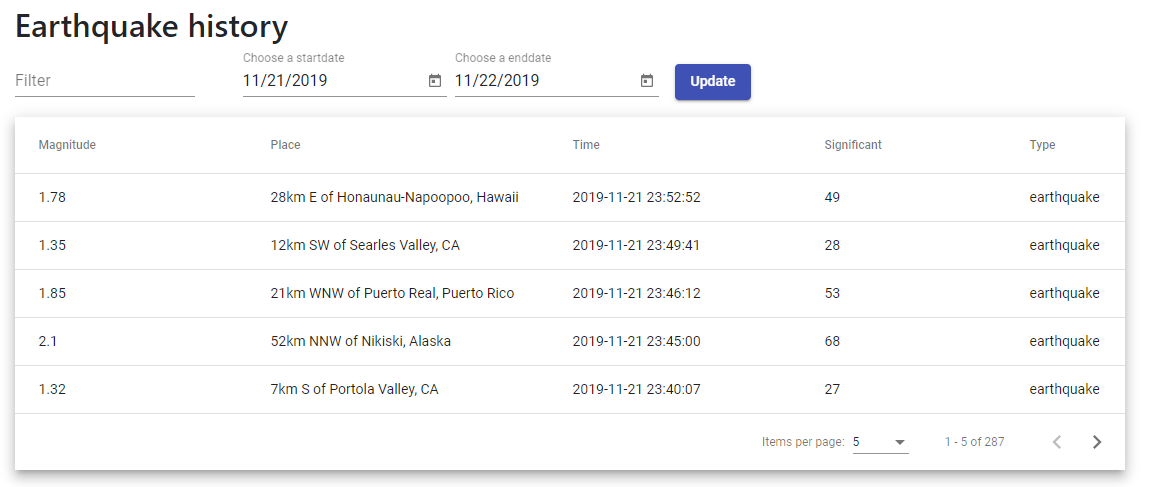 Earthquake history
Choose a startdate Choose a enddate
Filter 11/21/2019 11/22/2019 Update
Magnitude Place Time Significant Type
1.78 28km E of Honaunau-Napoopoo, Hawaii 2019-11-21 23:52:52 49 earthquake
1.35 12km SW of Searles Valley, CA 2019-11-21 23:49:41 28 earthquake
1.85 21km WNW of Puerto Real, Puerto Rico 2019-11-21 23:46:12 53 earthquake
2.1 52km NNW of Nikiski, Alaska 2019-11-21 23:45:00 68 earthquake
1.32 7km S of Portola Valley, CA 2019-11-21 23:40:07 27 earthquake
Items per page: 5 1 - 5 of 287